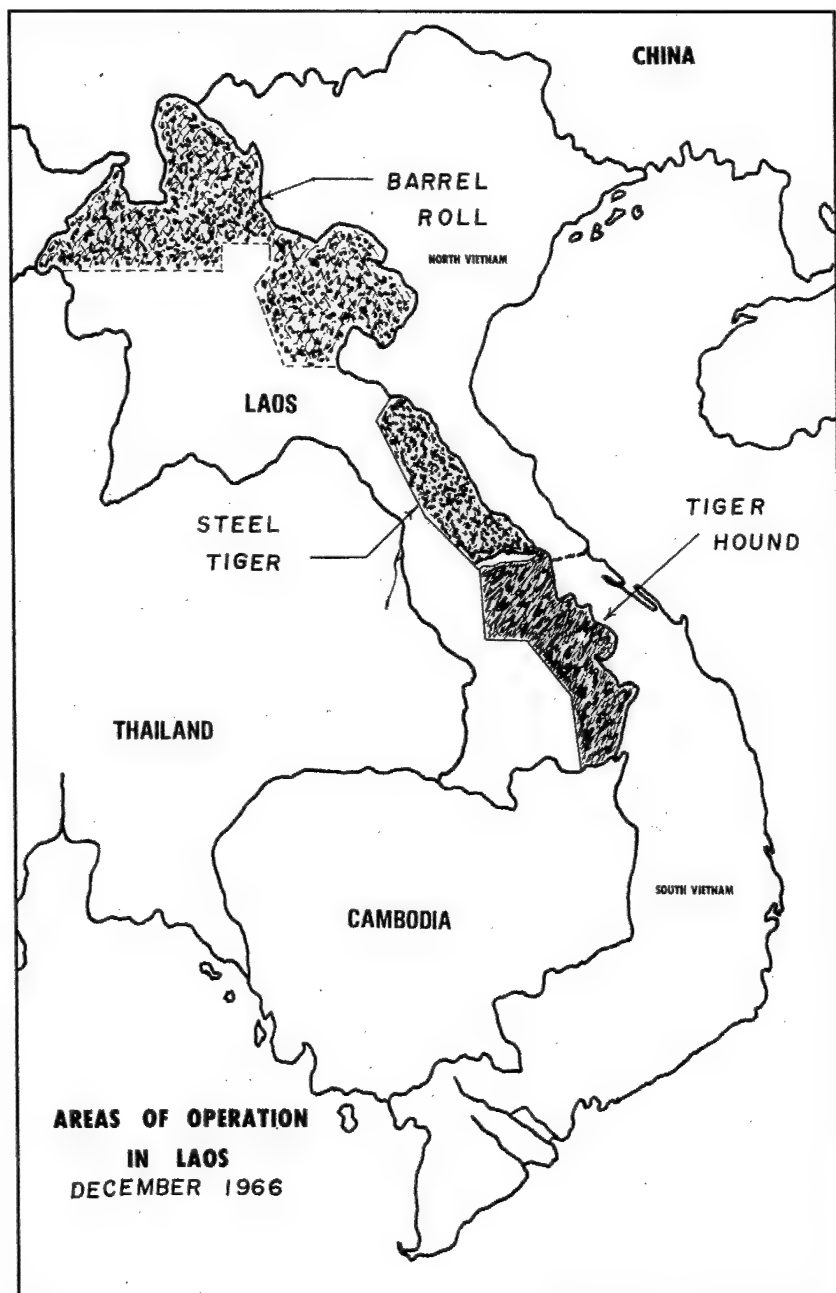 CHINA
BARREL
ROLL
NORTH VIETNAM
LAOS
STEEL
TIGER
TIGER
HOUND
THAILAND
SOUTH VIETNAM
CAMBODIA
AREAS OF OPERATION
IN LAOS
DECEMBER 1966